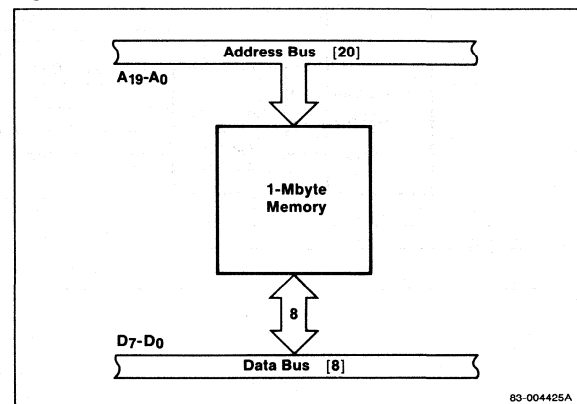 Address Bus [20]
A19-A0
1-Mbyte
Memory
8
D7-D0
Data Bus [8]
83-004425A